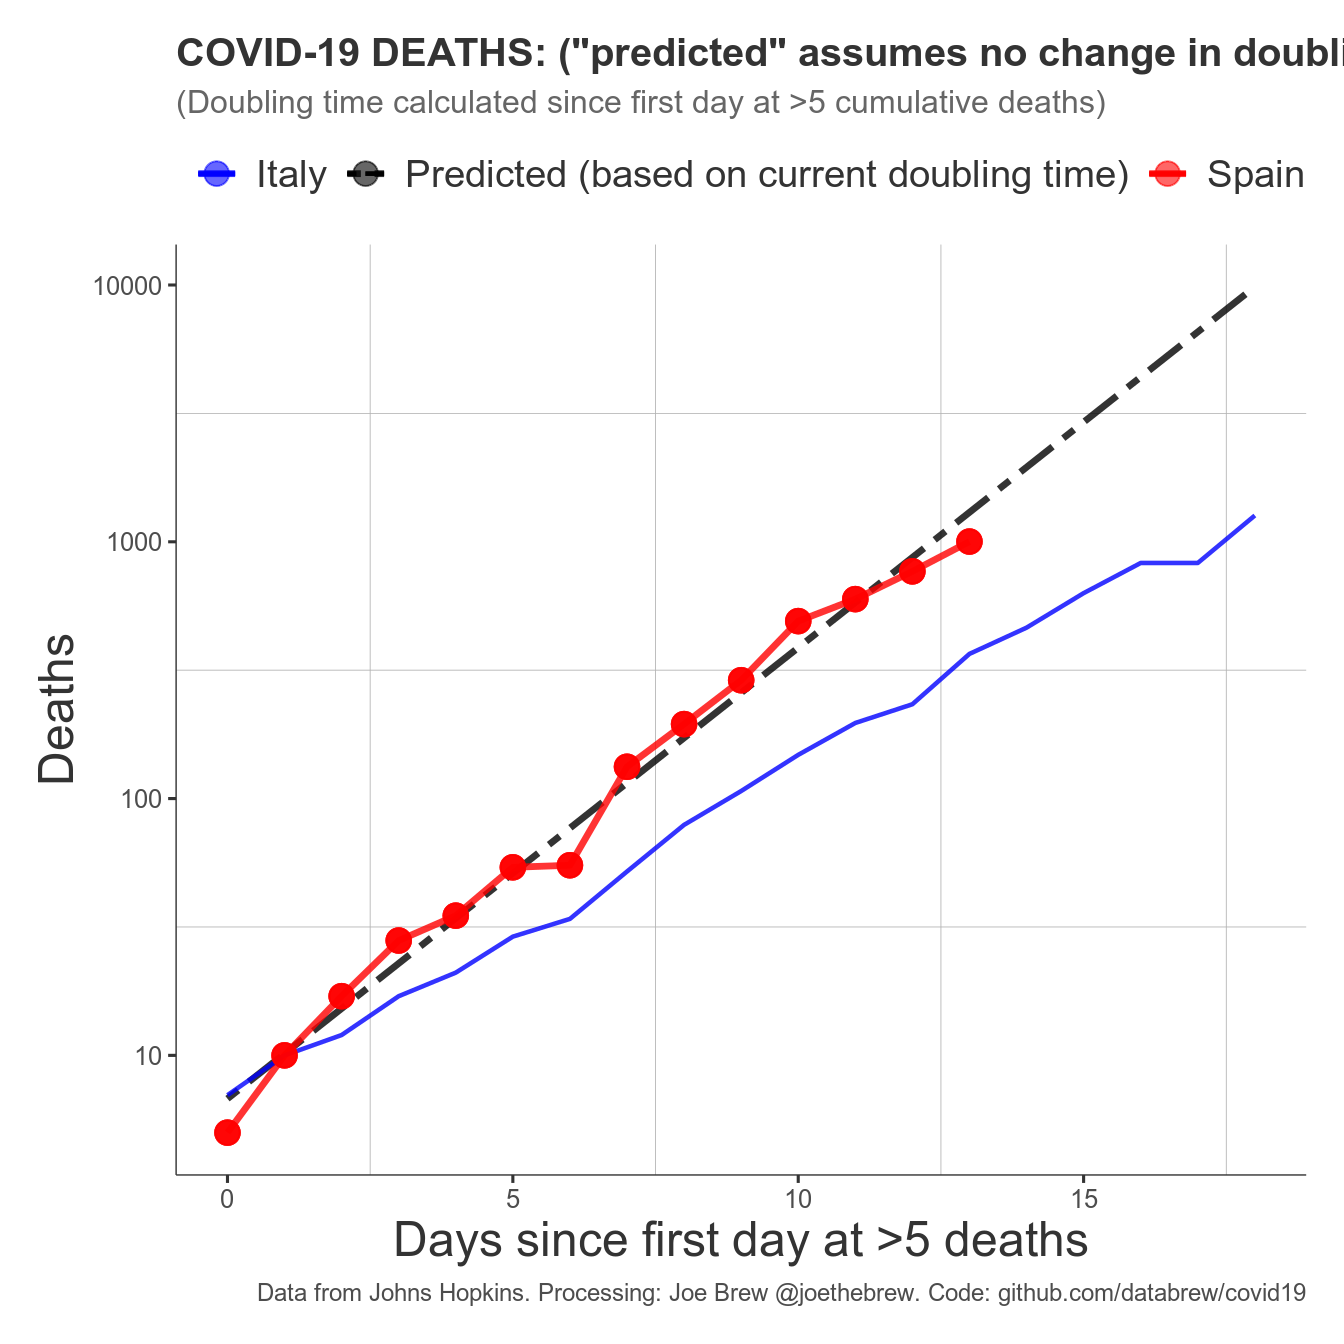 COVID-19 DEATHS: ("predicted" assumes no change in doubli
(Doubling time calculated since first day at >5 cumulative deaths)
Italy Predicted (based on current doubling time) Spain
10000
1000
100
10
Deaths
0 5 10 15
Days since first day at >5 deaths
Data from Johns Hopkins. Processing: Joe Brew @joethebrew. Code: github.com/databrew/covid19